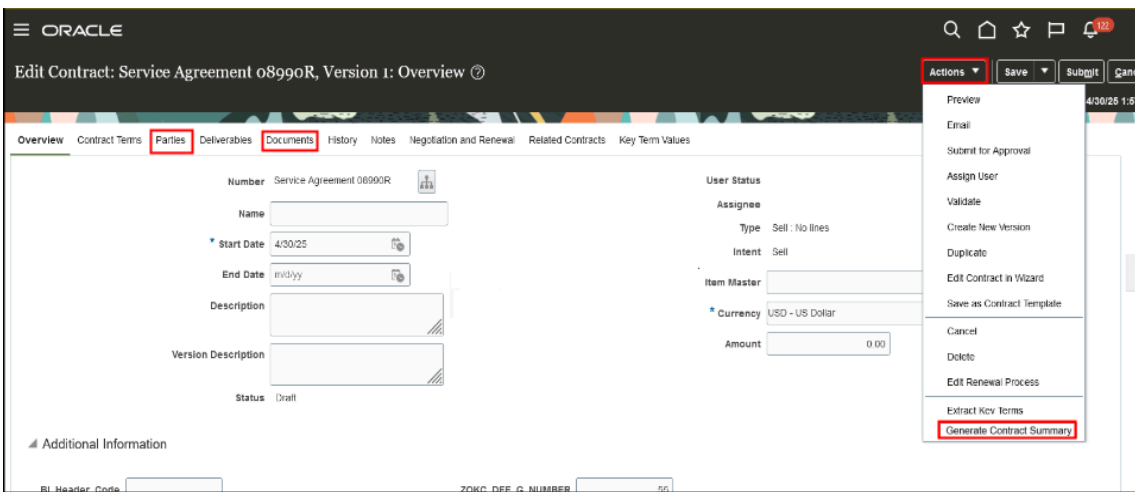 ORACLE
122
Edit Contract: Service Agreement 08990R, Version 1: Overview
Actions Save Submit
4/30/25
Overview Contract Terms Parties Deliverables Documents History Notes Negotiation and Renewal Related Contracts Key Term Values
Preview
Email
Submit for Approval
Assign User
Validate
Create New Version
Duplicate
Edit Contract in Wizard
Save as Contract Template
Cancel
Delete
Edit Renewal Process
Extract Key Terms
Generate Contract Summary
Number Service Agreement 08990R
Name
* Start Date 4/30/25
End Date m/d/yy
Description
Version Description
Status Draft
User Status
Assignee
Type Sell : No lines
Intent Sell
Item Master
* Currency USD - US Dollar
Amount 0.00
Additional Information
BI_Header_Code
ZOKC_DFF_G_NUMBER 55